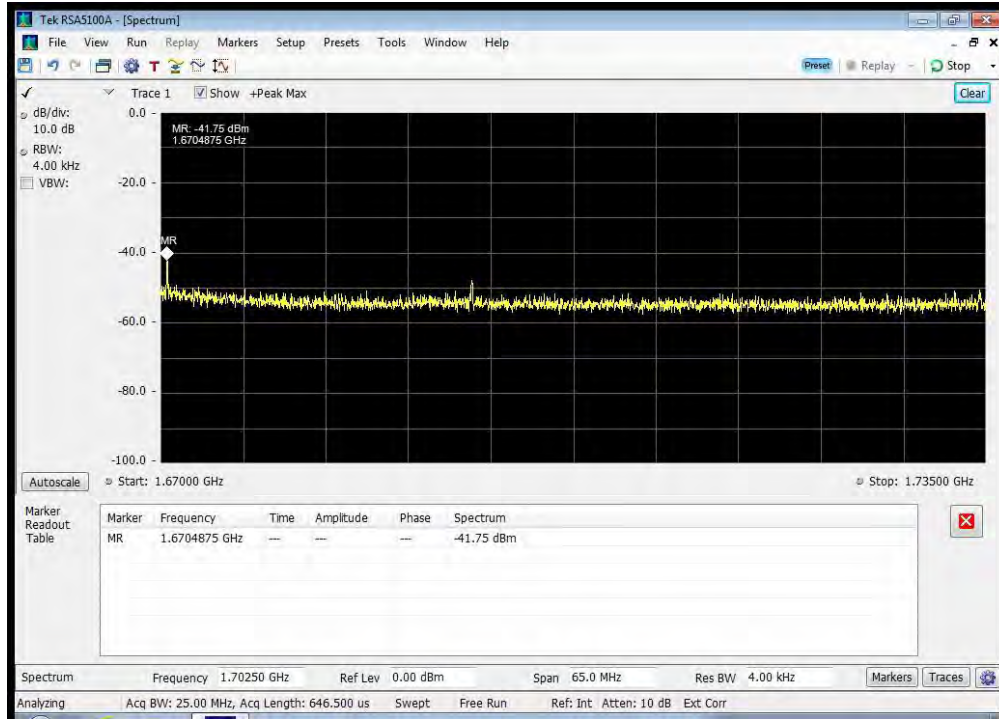 Tek RSA5100A - [Spectrum]
File View Run Replay Markers Setup Presets Tools Window Help
Preset Replay Stop
Trace 1 Show +Peak Max Clear
dB/div:
10.0 dB
RBW:
4.00 kHz
VBW:
0.0
MR: -41.75 dBm
1.6704875 GHz
-20.0
MR
-40.0
-60.0
-80.0
-100.0
Autoscale Start: 1.67000 GHz Stop: 1.73500 GHz
Marker
Readout
Table
Marker Frequency Time Amplitude Phase Spectrum
MR 1.6704875 GHz --- --- --- -41.75 dBm
Spectrum Frequency 1.70250 GHz Ref Lev 0.00 dBm Span 65.0 MHz Res BW 4.00 kHz Markers Traces
Analyzing Acq BW: 25.00 MHz, Acq Length: 646.500 us Swept Free Run Ref: Int Atten: 10 dB Ext Corr